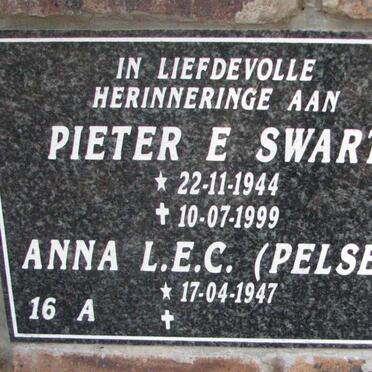 IN LIEFDEVOLLE
HERINNERINGE AAN
PIETER E SWART
★ 22-11-1944
✝ 10-07-1999
ANNA L.E.C. (PELSE
★ 17-04-1947
16 A ✝